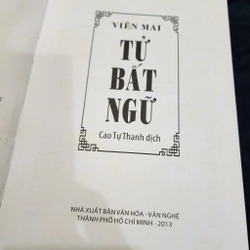 VIÊN MAI
TỬ
BẤT
NGỮ
Cao Tự Thanh dịch
NHÀ XUẤT BẢN VĂN HÓA - VĂN NGHỆ
THÀNH PHỐ HỒ CHÍ MINH - 2013